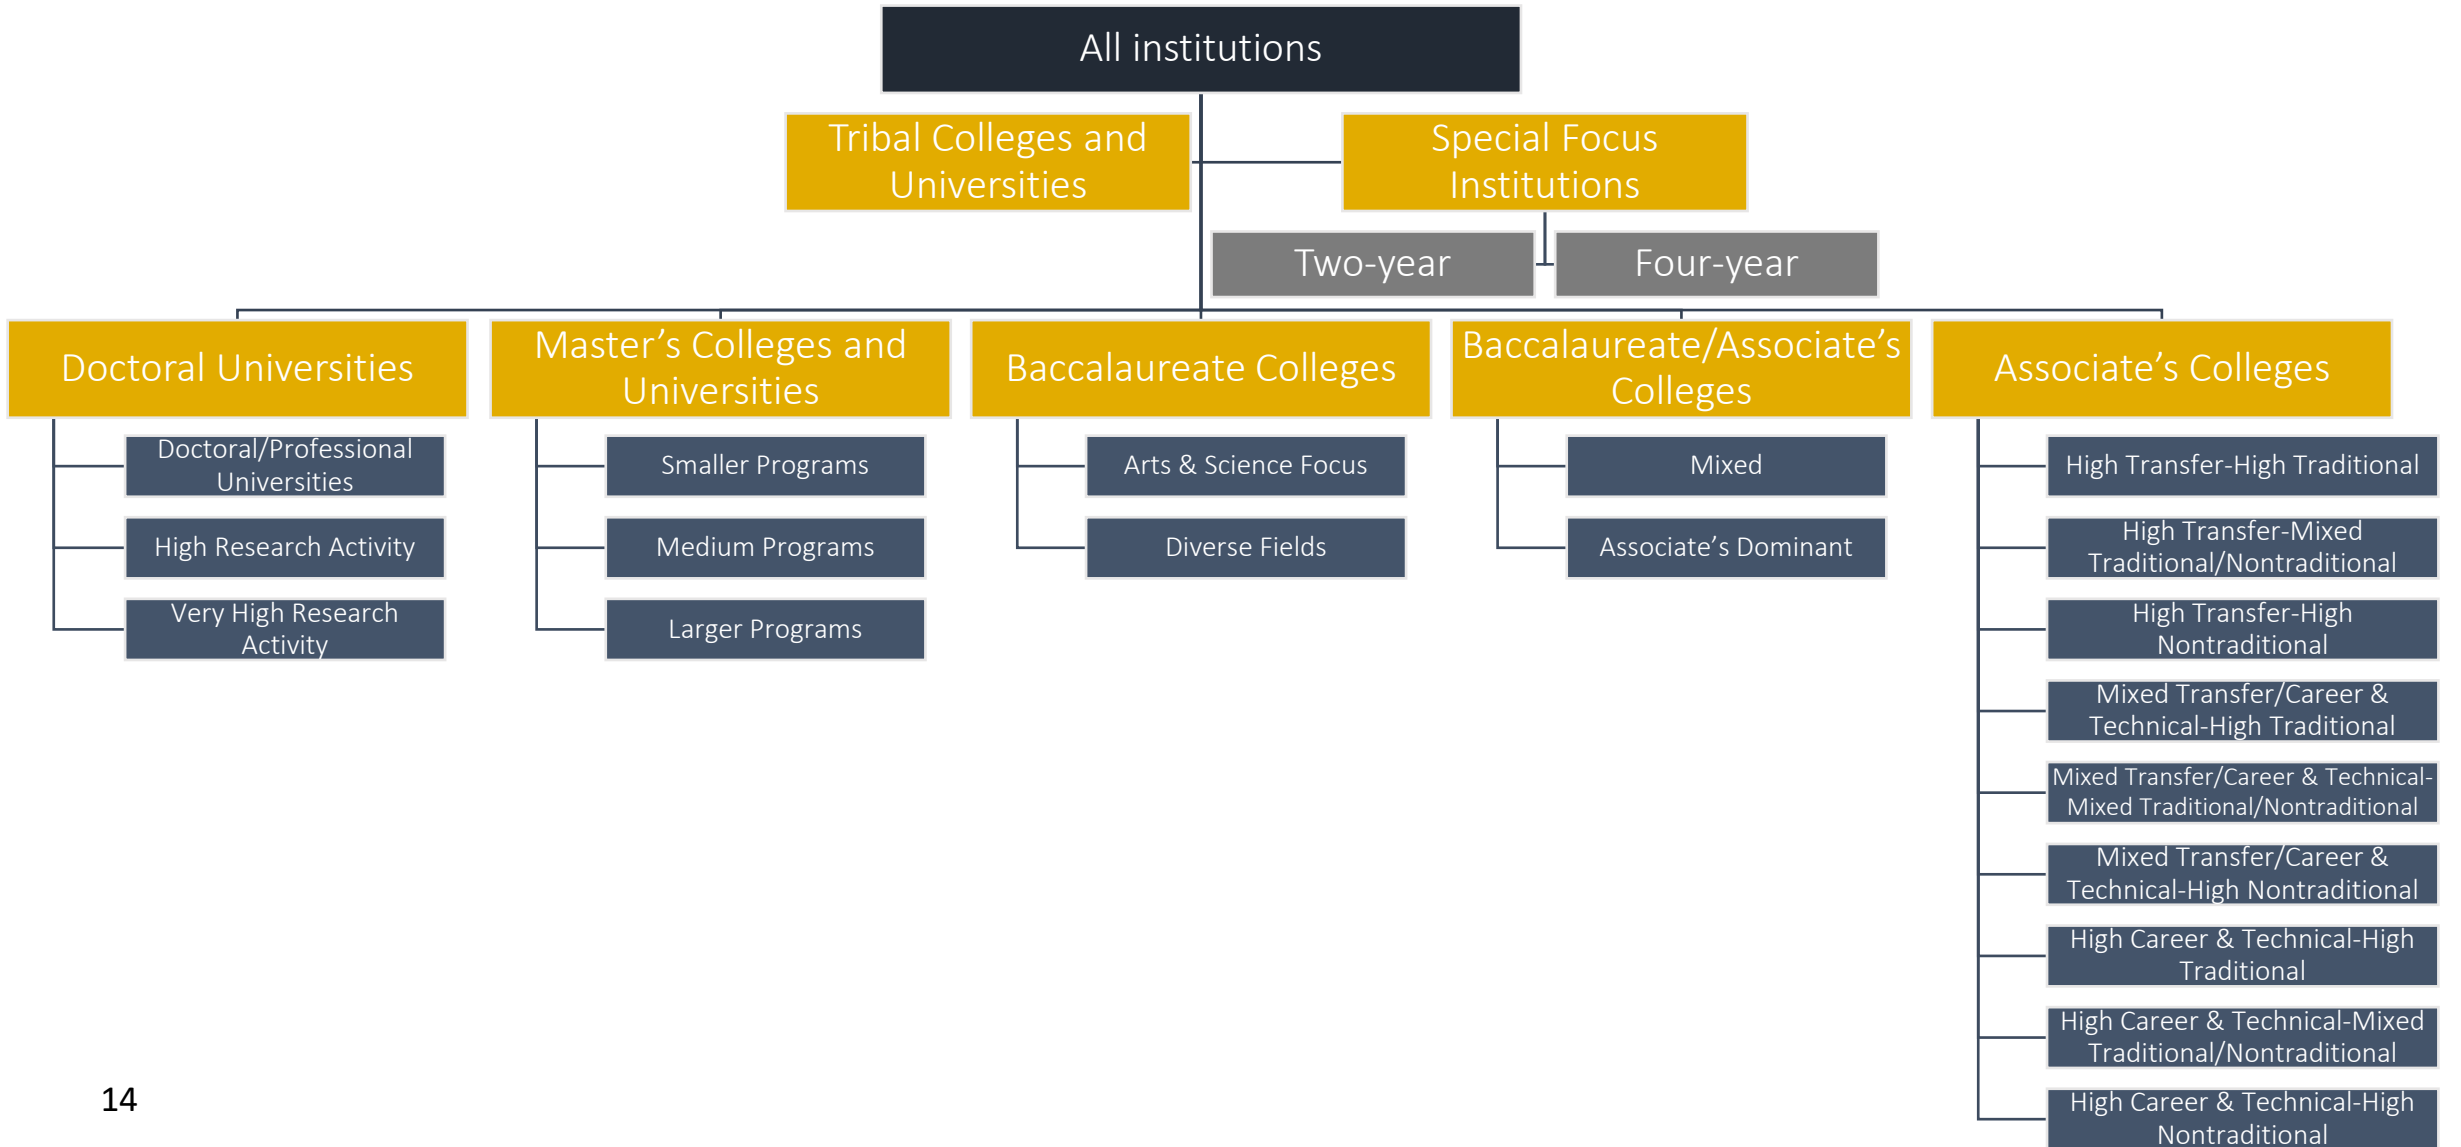 All institutions
Tribal Colleges and
Universities
Special Focus
Institutions
Two-year
Four-year
Doctoral Universities
Doctoral/Professional
Universities
High Research Activity
Very High Research
Activity
Master’s Colleges and
Universities
Smaller Programs
Medium Programs
Larger Programs
Baccalaureate Colleges
Arts & Science Focus
Diverse Fields
Baccalaureate/Associate’s
Colleges
Mixed
Associate’s Dominant
Associate’s Colleges
High Transfer-High Traditional
High Transfer-Mixed
Traditional/Nontraditional
High Transfer-High
Nontraditional
Mixed Transfer/Career &
Technical-High Traditional
Mixed Transfer/Career & Technical-
Mixed Traditional/Nontraditional
Mixed Transfer/Career &
Technical-High Nontraditional
High Career & Technical-High
Traditional
High Career & Technical-Mixed
Traditional/Nontraditional
High Career & Technical-High
Nontraditional
14